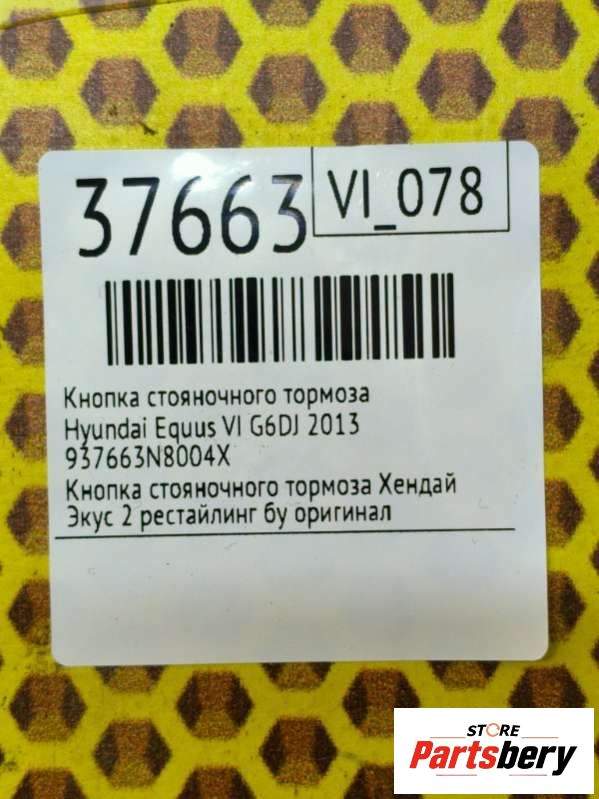 37663
VI_078
Кнопка стояночного тормоза
Hyundai Equus VI G6DJ 2013
937663N8004X
Кнопка стояночного тормоза Хендай
Экус 2 рестайлинг бу оригинал
STORE
Partsbery